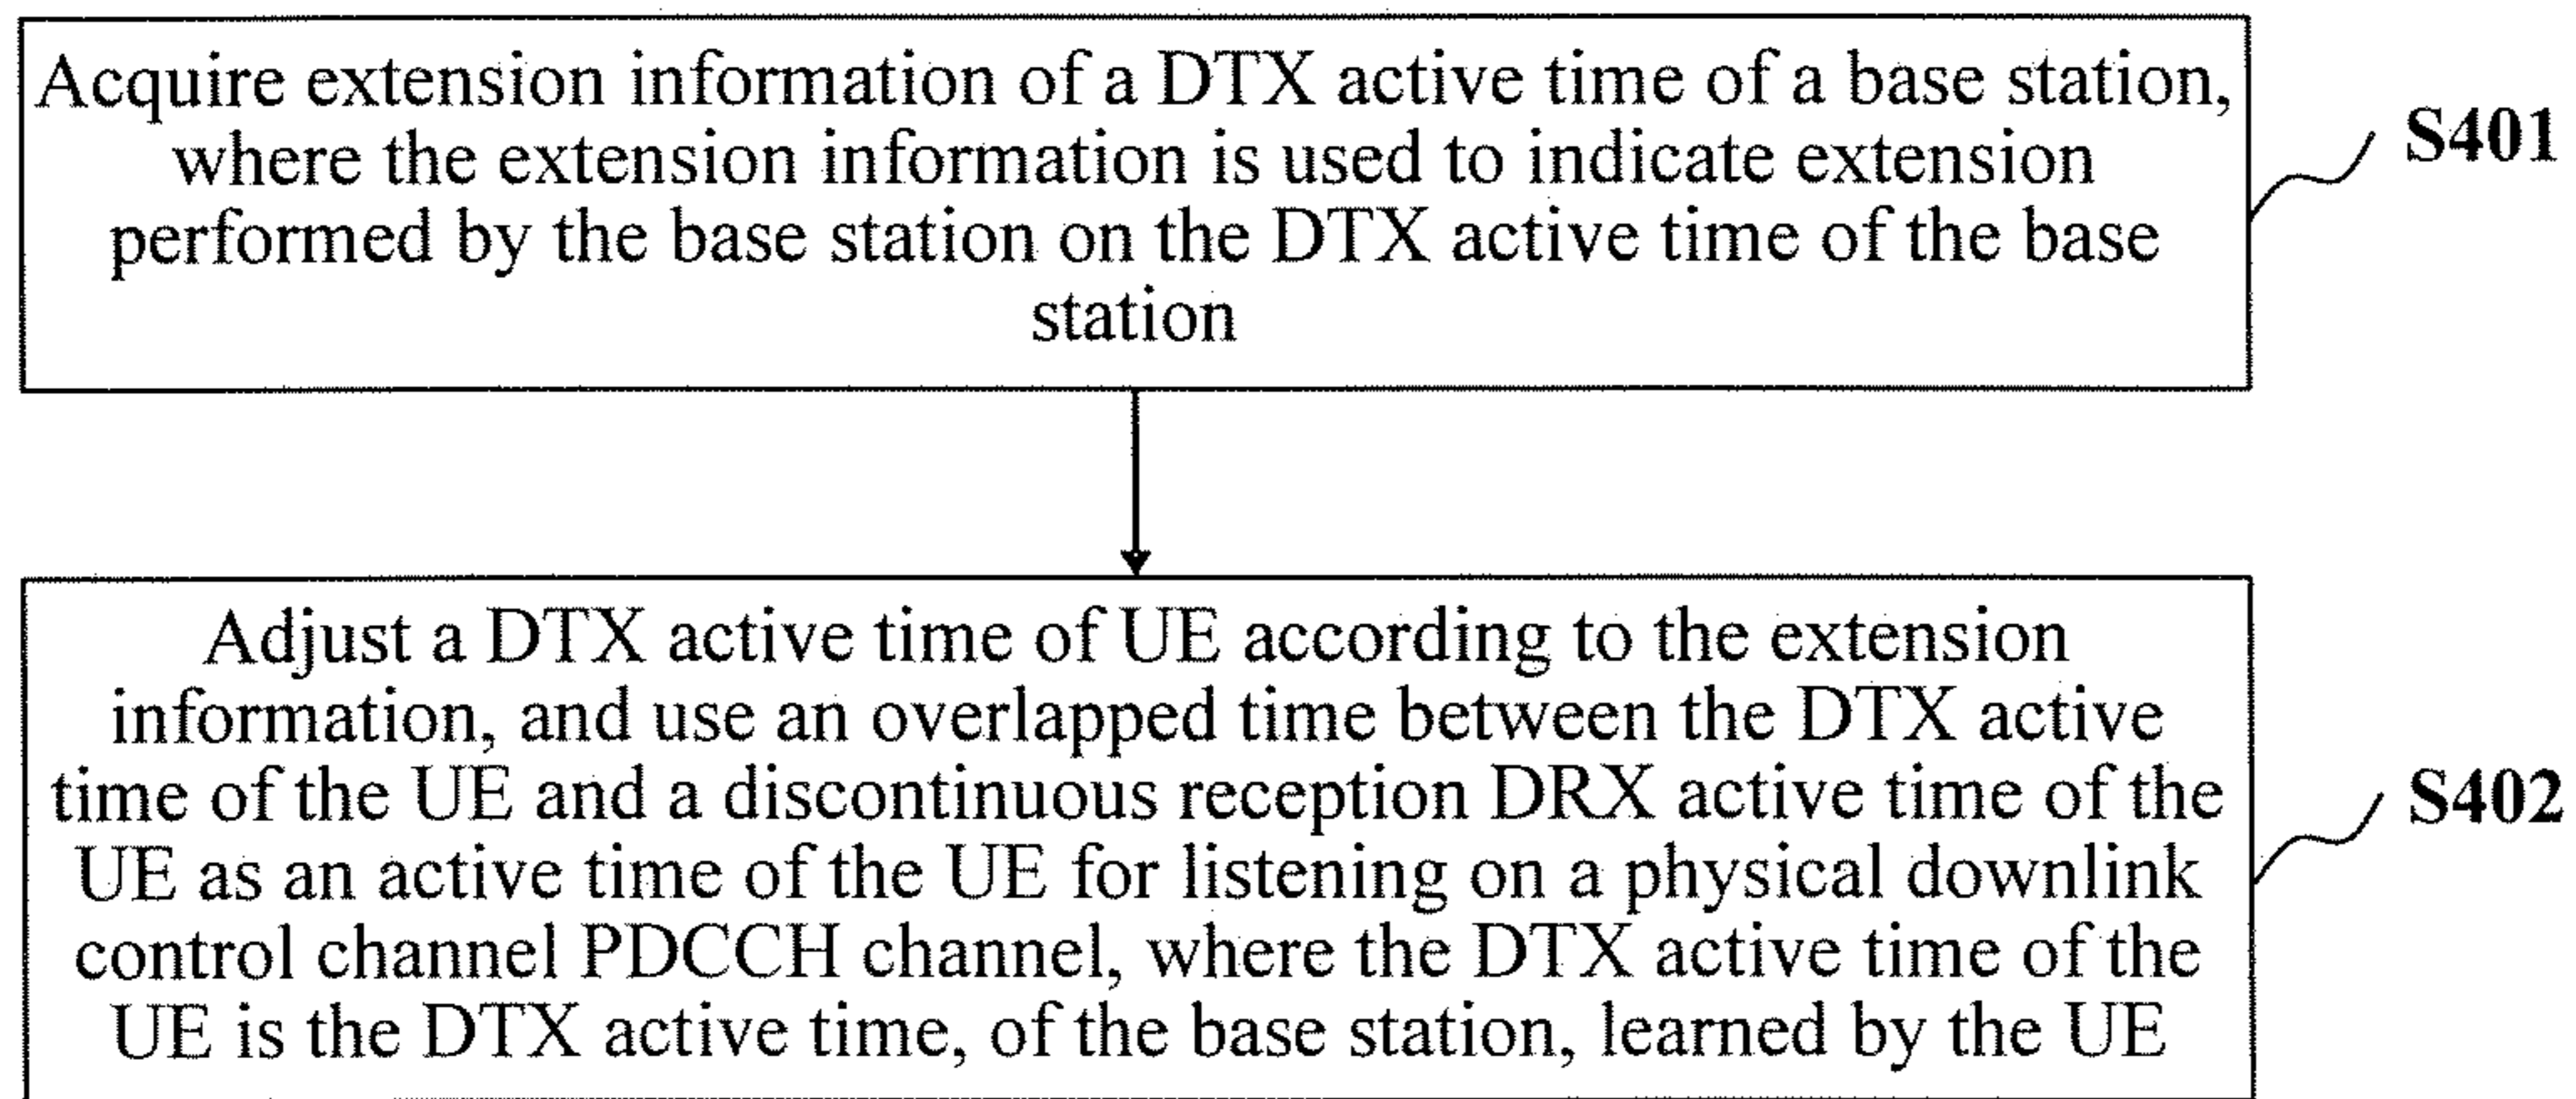 Acquire extension information of a DTX active time of a base station,
where the extension information is used to indicate extension
performed by the base station on the DTX active time of the base
station
S401
Adjust a DTX active time of UE according to the extension
information, and use an overlapped time between the DTX active
time of the UE and a discontinuous reception DRX active time of the
UE as an active time of the UE for listening on a physical downlink
control channel PDCCH channel, where the DTX active time of the
UE is the DTX active time, of the base station, learned by the UE
S402